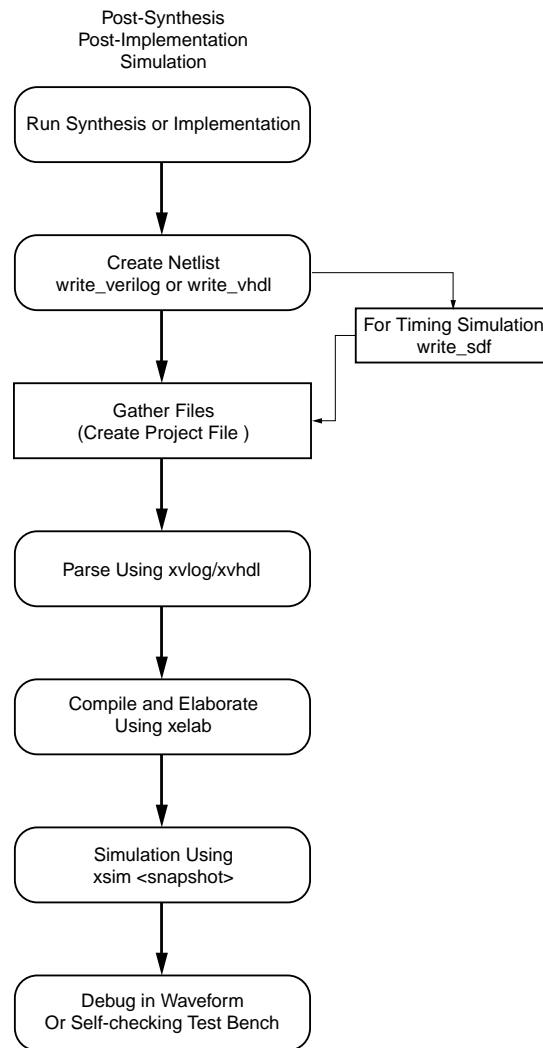 Post-Synthesis
Post-Implementation
Simulation
Run Synthesis or Implementation
Create Netlist
write_verilog or write_vhdl
For Timing Simulation
write_sdf
Gather Files
(Create Project File )
Parse Using xvlog/xvhdl
Compile and Elaborate
Using xelab
Simulation Using
xsim <snapshot>
Debug in Waveform
Or Self-checking Test Bench